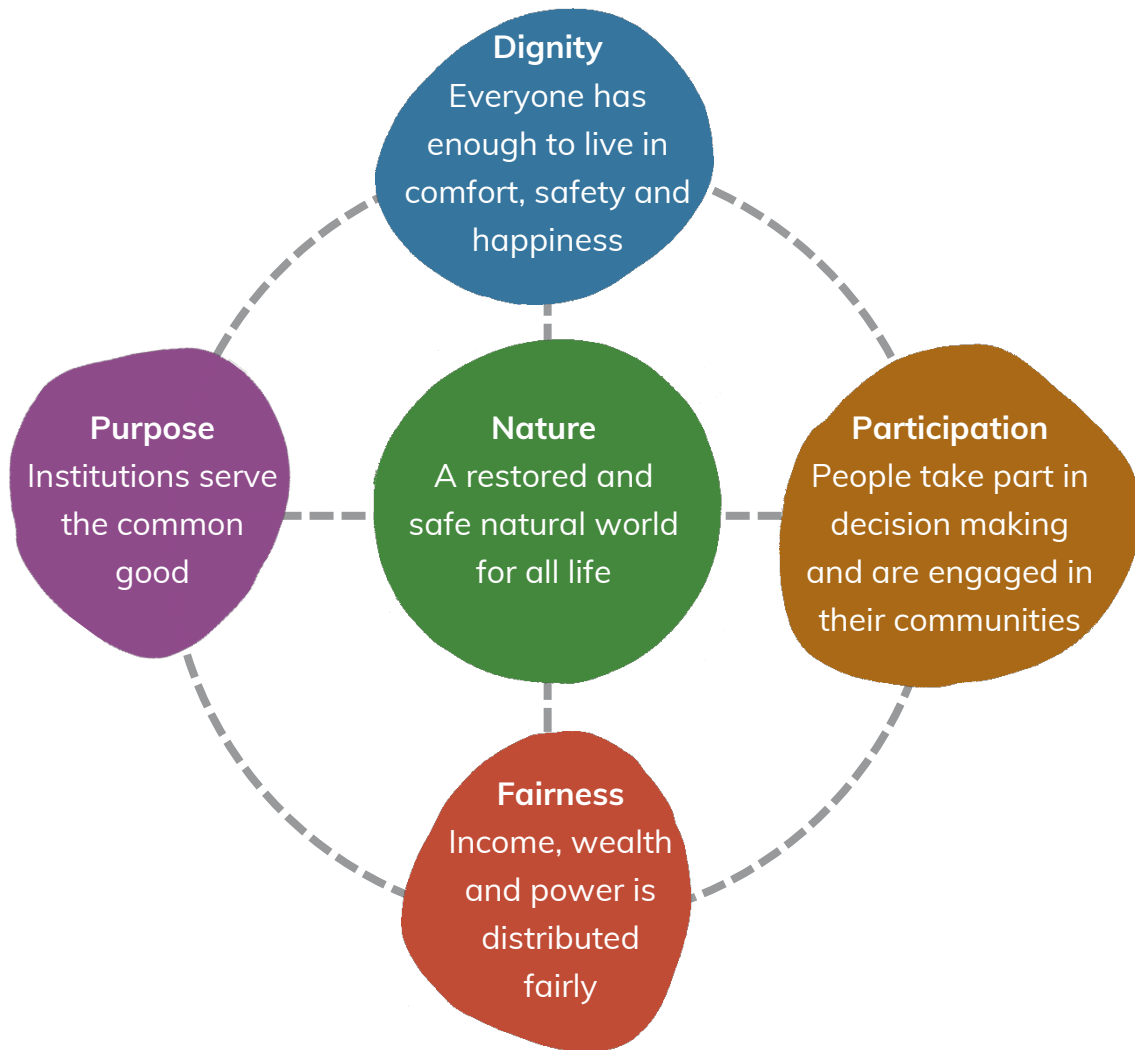 Dignity
Everyone has
enough to live in
comfort, safety and
happiness
Purpose
Institutions serve
the common
good
Nature
A restored and
safe natural world
for all life
Participation
People take part in
decision making
and are engaged in
their communities
Fairness
Income, wealth
and power is
distributed
fairly